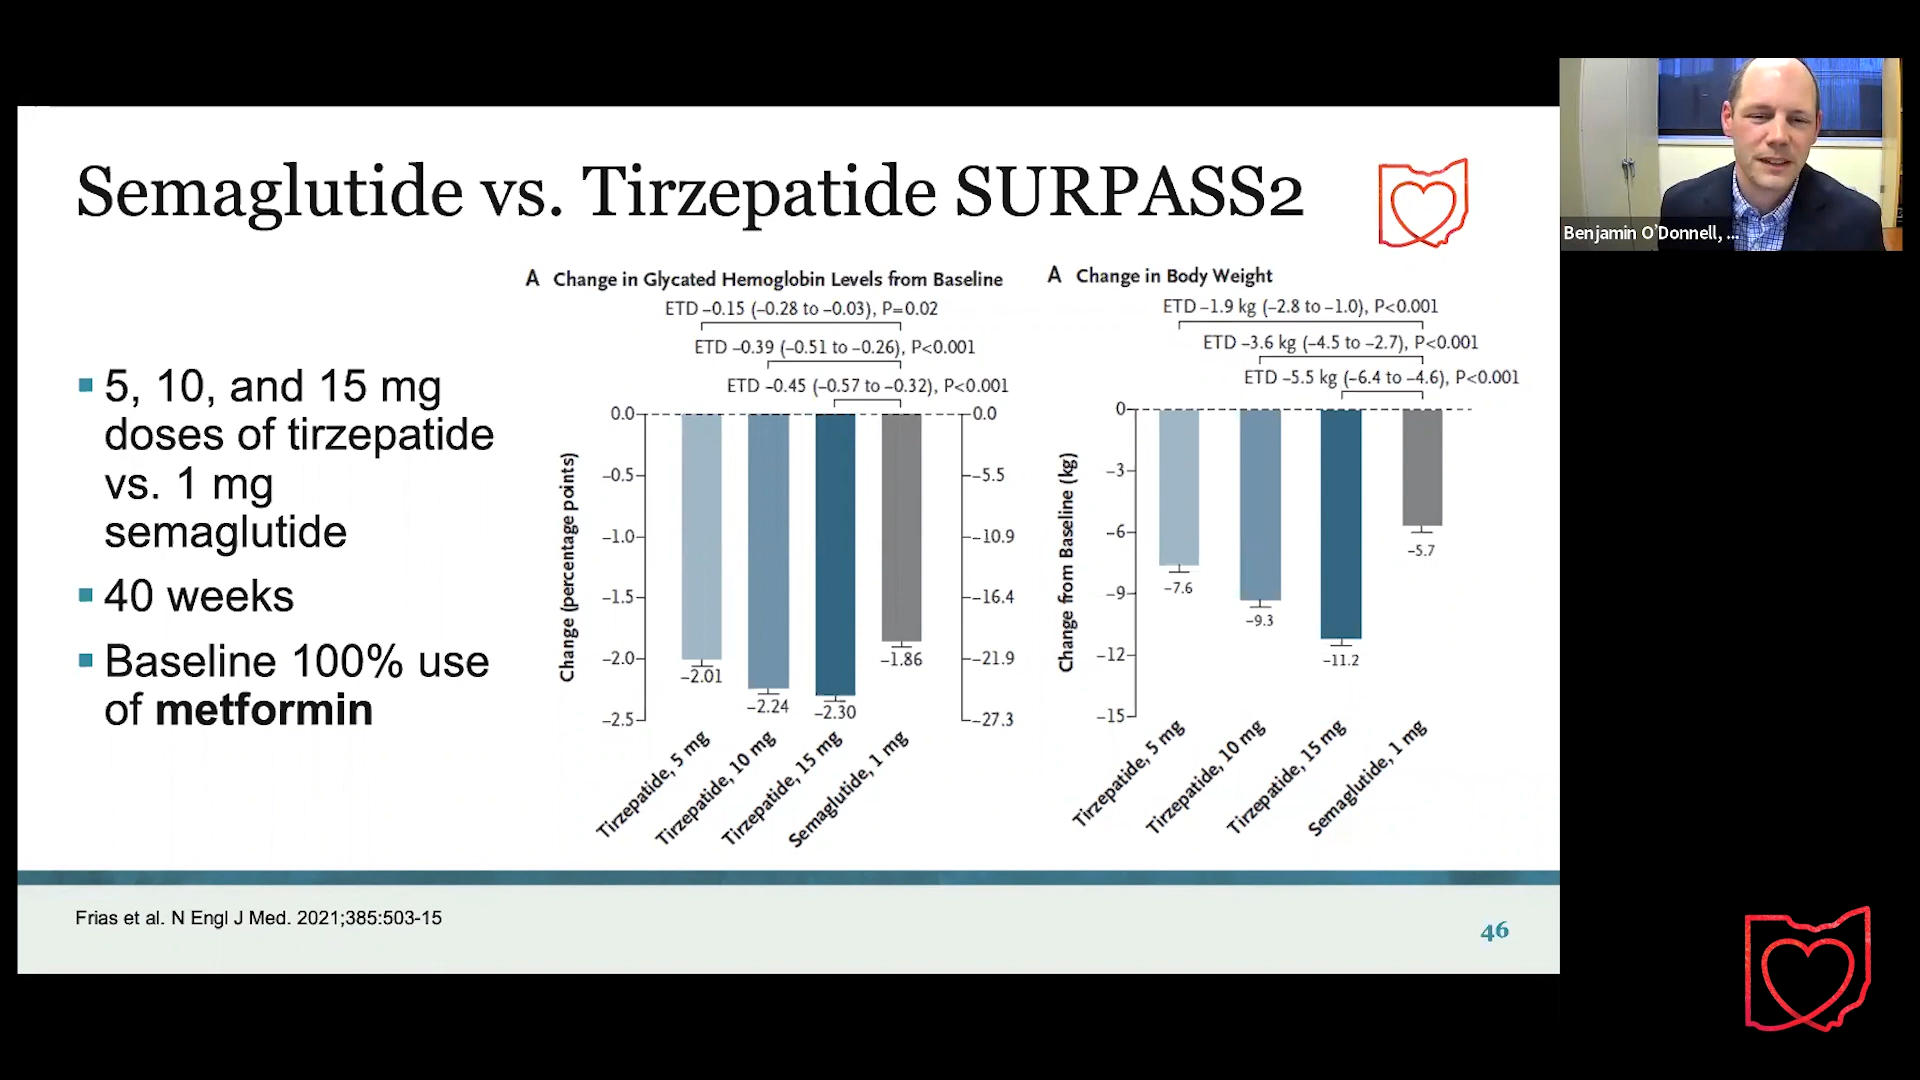 Semaglutide vs. Tirzepatide SURPASS2
Benjamin O'Donnell, ...
▪ 5, 10, and 15 mg
doses of tirzepatide
vs. 1 mg
semaglutide
▪ 40 weeks
▪ Baseline 100% use
of metformin
A Change in Glycated Hemoglobin Levels from Baseline
ETD −0.15 (−0.28 to −0.03), P=0.02
ETD −0.39 (−0.51 to −0.26), P<0.001
ETD −0.45 (−0.57 to −0.32), P<0.001
Change (percentage points)
0.0
−0.5
−1.0
−1.5
−2.0
−2.5
−2.01
−2.24
−2.30
−1.86
0.0
−5.5
−10.9
−16.4
−21.9
−27.3
Tirzepatide, 5 mg
Tirzepatide, 10 mg
Tirzepatide, 15 mg
Semaglutide, 1 mg
A Change in Body Weight
ETD −1.9 kg (−2.8 to −1.0), P<0.001
ETD −3.6 kg (−4.5 to −2.7), P<0.001
ETD −5.5 kg (−6.4 to −4.6), P<0.001
Change from Baseline (kg)
0
−3
−6
−9
−12
−15
−7.6
−9.3
−11.2
−5.7
Tirzepatide, 5 mg
Tirzepatide, 10 mg
Tirzepatide, 15 mg
Semaglutide, 1 mg
Frias et al. N Engl J Med. 2021;385:503-15
46